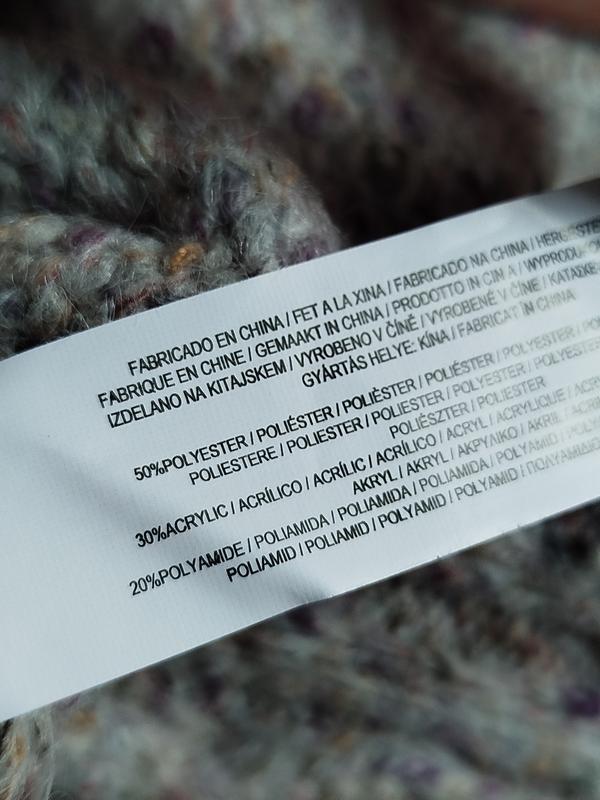 FABRICADO EN CHINA / FET A LA XINA / FABRICADO NA CHINA /
FABRIQUE EN CHINE / GEMAAKT IN CHINA / PRODOTTO IN CINA /
IZDELANO NA KITAJSKEM / VYROBENO V ČÍNĚ / VYROBENÉ V ČÍNE /
GYÁRTÁS HELYE: KÍNA / FABRICAT ÎN CHINA
50%POLYESTER / POLIÉSTER / POLIÈSTER / POLIÉSTER / POLYESTER /
POLIESTERE / POLIESTER / POLYESTER / POLYESTER /
POLIÉSZTER / POLIESTER
30%ACRYLIC / ACRÍLICO / ACRÍLIC / ACRÍLICO / ACRYL / ACRYLIQUE /
AKRYL / AKRYL / ΑΚΡΥΛΙΚΟ / AKRIL /
20%POLYAMIDE / POLIAMIDA / POLIAMIDA / POLIAMIDA / POLYAMID /
POLIAMID / POLIAMID / POLYAMID / POLYAMID /